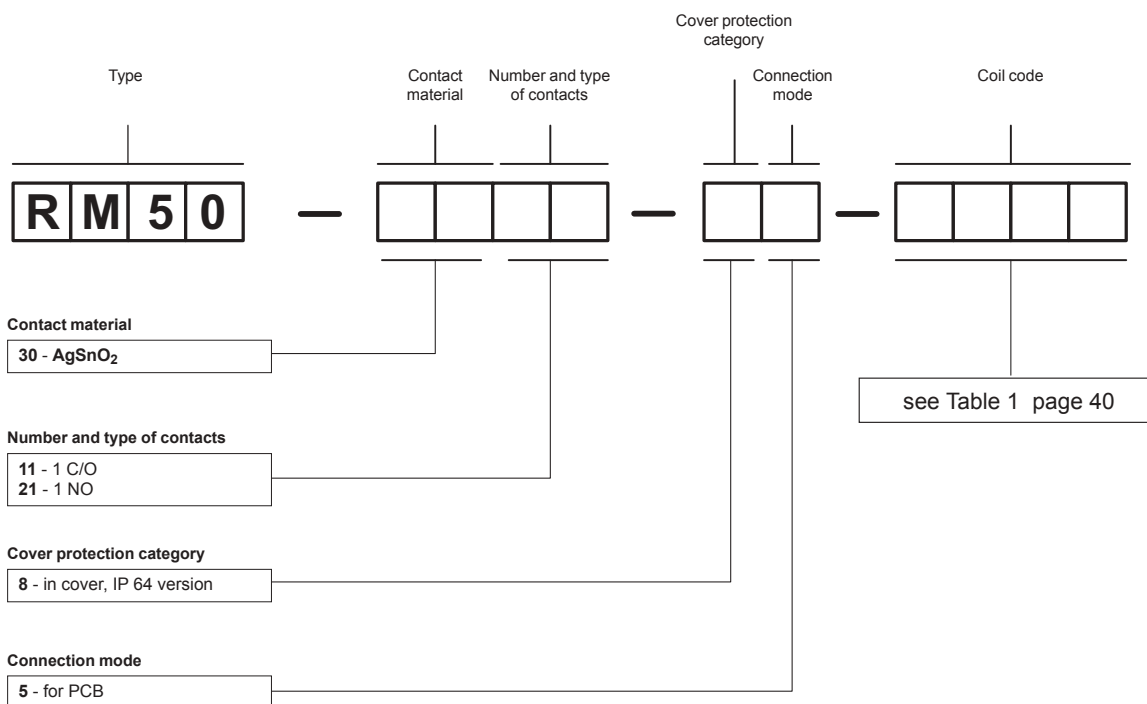 Cover protection
category
Type
Contact
material
Number and type
of contacts
Connection
mode
Coil code
RM50 — — —
Contact material
30 - AgSnO₂
see Table 1 page 40
Number and type of contacts
11 - 1 C/O
21 - 1 NO
Cover protection category
8 - in cover, IP 64 version
Connection mode
5 - for PCB